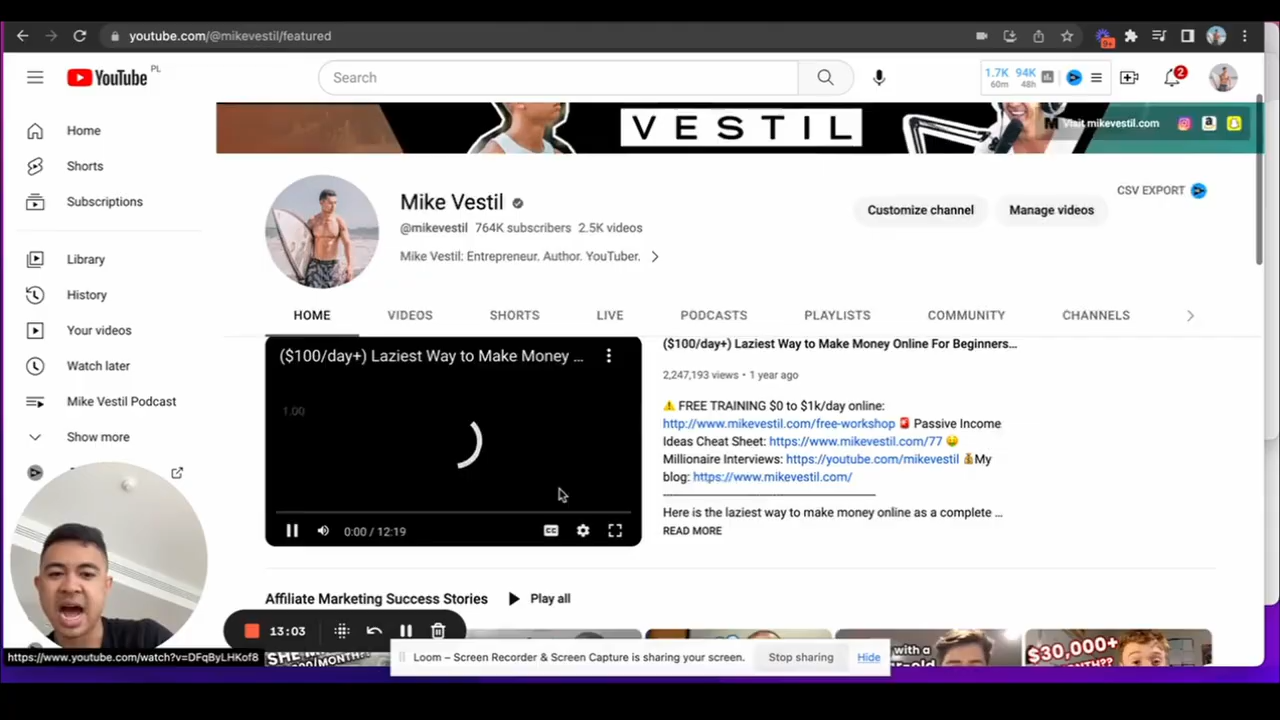 youtube.com/@mikevestil/featured
9+
YouTube PL
Search
1.7K 94K
60m 48h
2
VESTIL
Visit mikevestil.com
Home
Shorts
Subscriptions
Library
History
Your videos
Watch later
Mike Vestil Podcast
Show more
Mike Vestil
@mikevestil 764K subscribers 2.5K videos
Mike Vestil: Entrepreneur. Author. YouTuber.
Customize channel
Manage videos
CSV EXPORT
HOME VIDEOS SHORTS LIVE PODCASTS PLAYLISTS COMMUNITY CHANNELS
($100/day+) Laziest Way to Make Money ...
1.00
0:00 / 12:19
CC
($100/day+) Laziest Way to Make Money Online For Beginners...
2,247,193 views • 1 year ago
⚠️ FREE TRAINING $0 to $1k/day online:
http://www.mikevestil.com/free-workshop 🚨 Passive Income
Ideas Cheat Sheet: https://www.mikevestil.com/77 🤑
Millionaire Interviews: https://youtube.com/mikevestil 💰My
blog: https://www.mikevestil.com/
----------------------------------------------------
Here is the laziest way to make money online as a complete ...
READ MORE
Affiliate Marketing Success Stories
Play all
13:03
https://www.youtube.com/watch?v=DFqByLHKof8
Loom – Screen Recorder & Screen Capture is sharing your screen.
Stop sharing
Hide
with a
$30,000+